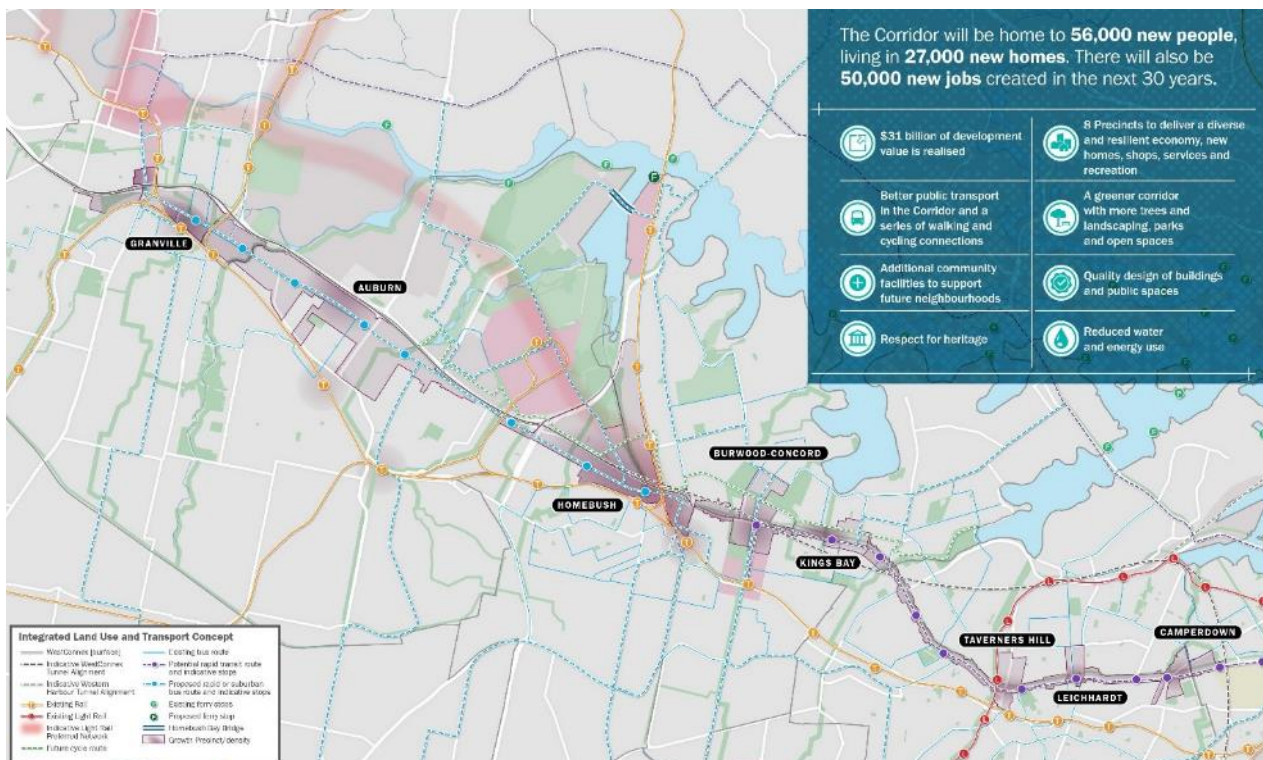 The Corridor will be home to 56,000 new people,
living in 27,000 new homes. There will also be
50,000 new jobs created in the next 30 years.
$31 billion of development
value is realised
8 Precincts to deliver a diverse
and resilient economy, new
homes, shops, services and
recreation
Better public transport
in the Corridor and a
series of walking and
cycling connections
A greener corridor
with more trees and
landscaping, parks
and open spaces
Additional community
facilities to support
future neighbourhoods
Quality design of buildings
and public spaces
Respect for heritage
Reduced water
and energy use
GRANVILLE
AUBURN
BURWOOD-CONCORD
HOMEBUSH
KINGS BAY
TAVERNERS HILL
CAMPERDOWN
LEICHHARDT
Integrated Land Use and Transport Concept
WestConnex (surface)
Indicative WestConnex
Tunnel Alignment
Indicative Western
Harbour Tunnel Alignment
Existing Rail
Existing Light Rail
Indicative Light Rail
Preferred Network
Future cycle route
Existing bus route
Potential rapid transit route
and indicative stops
Proposed rapid or suburban
bus route and indicative stops
Existing ferry stops
Proposed ferry stop
Homebush Bay Bridge
Growth Precinct/density